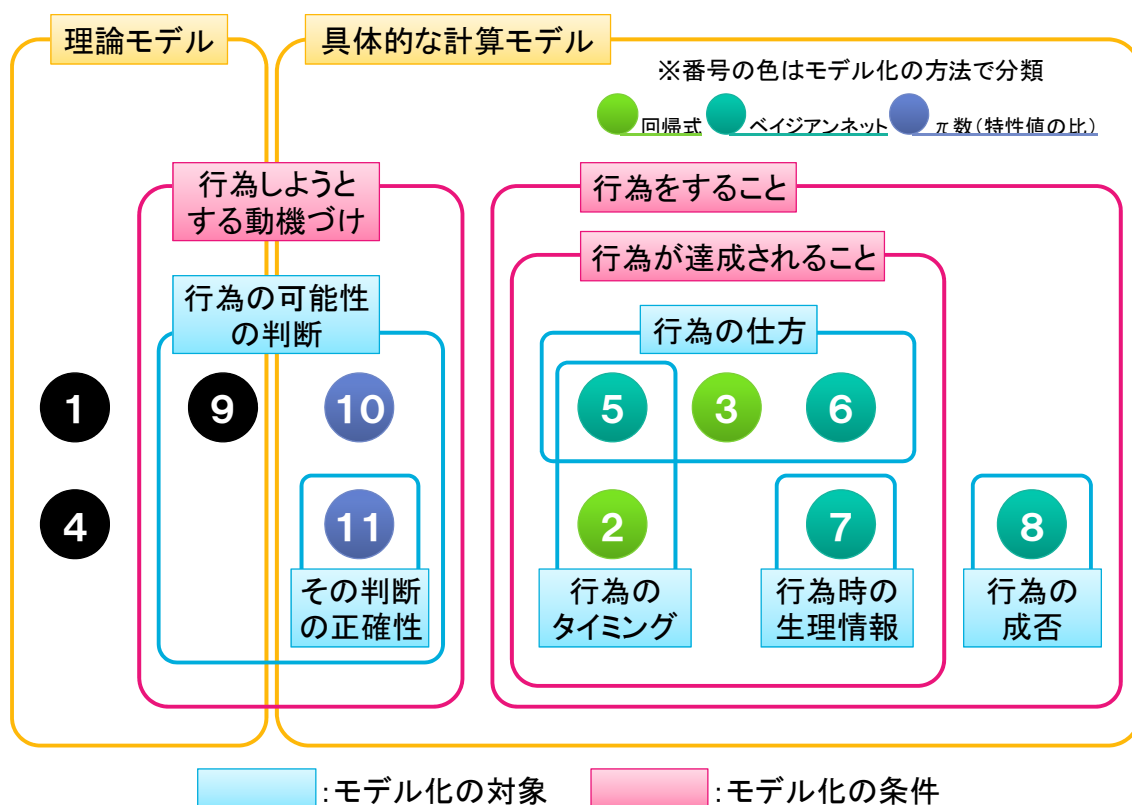 理論モデル
具体的な計算モデル
※番号の色はモデル化の方法で分類
回帰式
ベイジアンネット
π数(特性値の比)
行為しようと
する動機づけ
行為をすること
行為が達成されること
行為の可能性
の判断
行為の仕方
1
9
10
5
3
6
4
11
2
7
8
その判断
の正確性
行為の
タイミング
行為時の
生理情報
行為の
成否
:モデル化の対象
:モデル化の条件